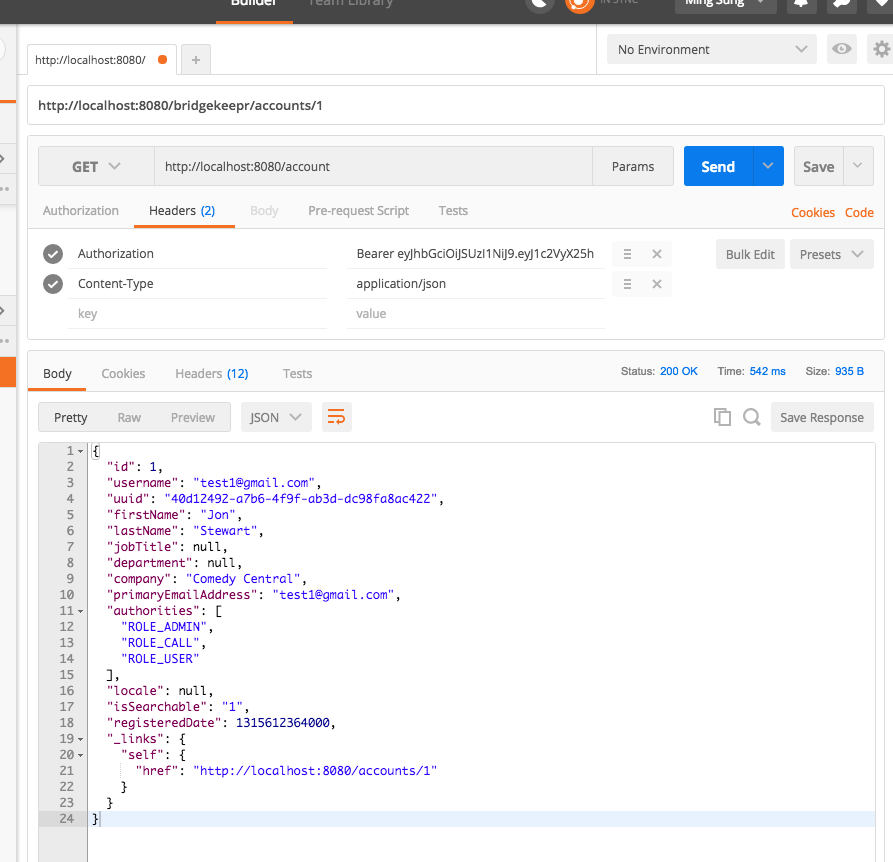 Builder Team Library IN SYNC Ming Sung
http://localhost:8080/ + No Environment
http://localhost:8080/bridgekeepr/accounts/1
GET http://localhost:8080/account Params Send Save
Authorization Headers (2) Body Pre-request Script Tests Cookies Code
Authorization Bearer eyJhbGciOiJSUzI1NiJ9.eyJ1c2VyX25h Bulk Edit Presets
Content-Type application/json
key value
Body Cookies Headers (12) Tests Status: 200 OK Time: 542 ms Size: 935 B
Pretty Raw Preview JSON Save Response
1 {
2 "id": 1,
3 "username": "test1@gmail.com",
4 "uuid": "40d12492-a7b6-4f9f-ab3d-dc98fa8ac422",
5 "firstName": "Jon",
6 "lastName": "Stewart",
7 "jobTitle": null,
8 "department": null,
9 "company": "Comedy Central",
10 "primaryEmailAddress": "test1@gmail.com",
11 "authorities": [
12 "ROLE_ADMIN",
13 "ROLE_CALL",
14 "ROLE_USER"
15 ],
16 "locale": null,
17 "isSearchable": "1",
18 "registeredDate": 1315612364000,
19 "_links": {
20 "self": {
21 "href": "http://localhost:8080/accounts/1"
22 }
23 }
24 }